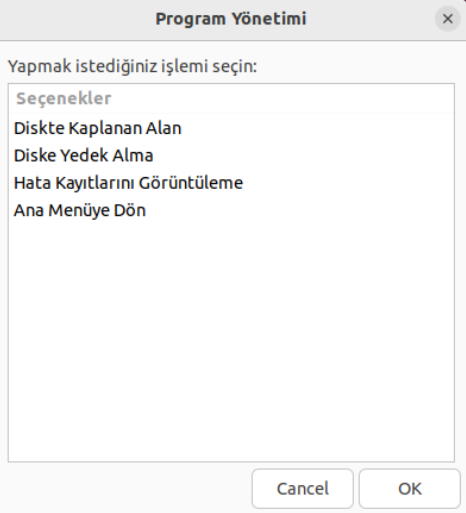 Program Yönetimi
Yapmak istediğiniz işlemi seçin:
Seçenekler
Diskte Kaplanan Alan
Diske Yedek Alma
Hata Kayıtlarını Görüntüleme
Ana Menüye Dön
Cancel OK